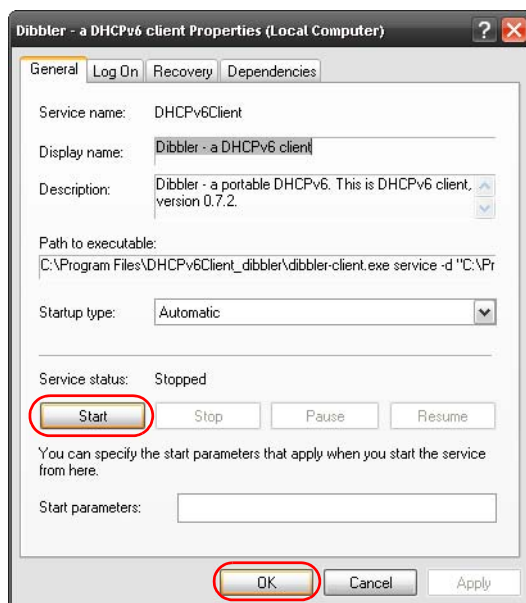 Dibbler - a DHCPv6 client Properties (Local Computer)
General Log On Recovery Dependencies
Service name: DHCPv6Client
Display name: Dibbler - a DHCPv6 client
Description: Dibbler - a portable DHCPv6. This is DHCPv6 client,
version 0.7.2.
Path to executable:
C:\Program Files\DHCPv6Client_dibbler\dibbler-client.exe service -d "C:\Pr
Startup type: Automatic
Service status: Stopped
Start Stop Pause Resume
You can specify the start parameters that apply when you start the service
from here.
Start parameters:
OK Cancel Apply